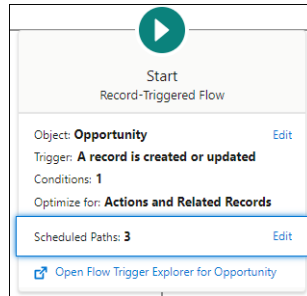 Start
Record-Triggered Flow
Object: Opportunity Edit
Trigger: A record is created or updated
Conditions: 1
Optimize for: Actions and Related Records
Scheduled Paths: 3 Edit
Open Flow Trigger Explorer for Opportunity